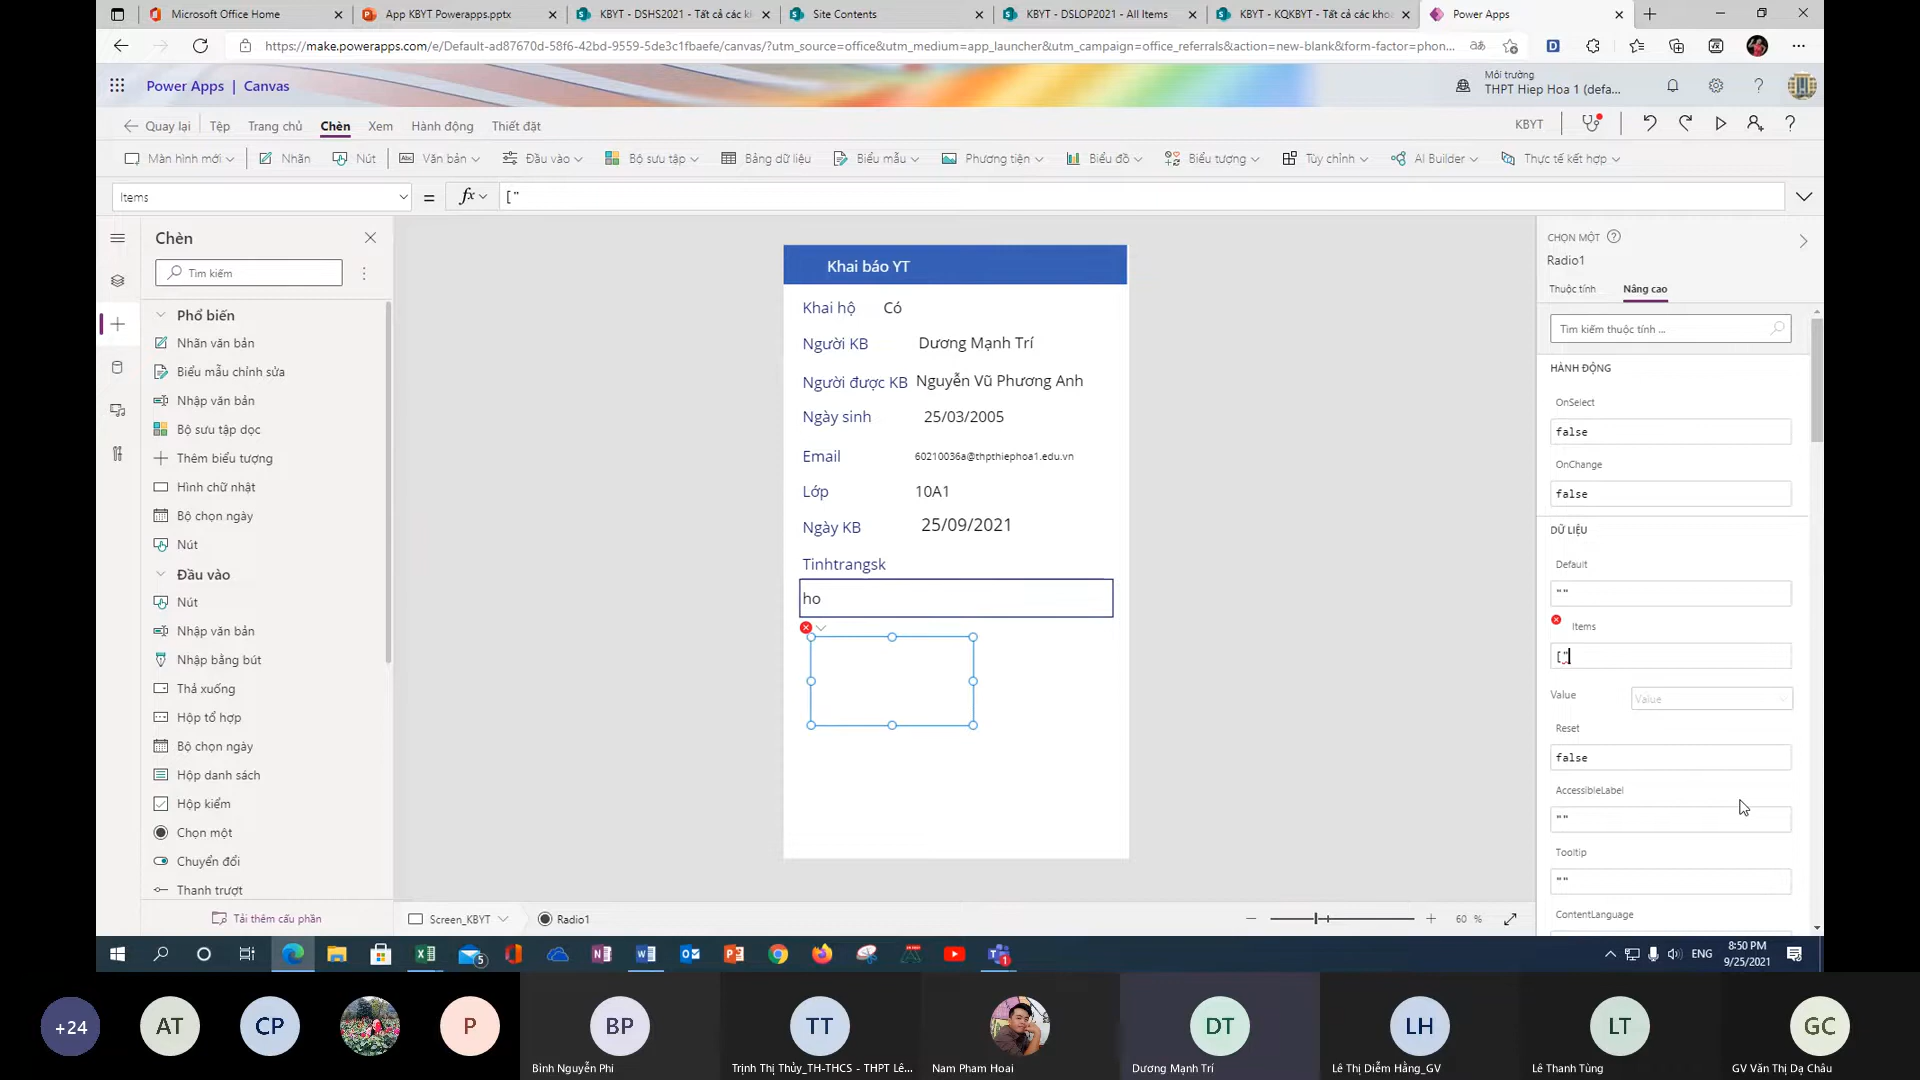 Microsoft Office Home
App KBYT Powerapps.pptx
KBYT - DSHS2021 - Tất cả các kh
Site Contents
KBYT - DSLOP2021 - All Items
KBYT - KQKBYT - Tất cả các kho
Power Apps
https://make.powerapps.com/e/Default-ad87670d-58f6-42bd-9559-5de3c1fbaefe/canvas/?utm_source=office&utm_medium=app_launcher&utm_campaign=office_referrals&action=new-blank&form-factor=phon...
Power Apps | Canvas
Môi trường
THPT Hiep Hoa 1 (defa...
Quay lại
Tệp
Trang chủ
Chèn
Xem
Hành động
Thiết đặt
KBYT
Màn hình mới
Nhãn
Nút
Văn bản
Đầu vào
Bộ sưu tập
Bảng dữ liệu
Biểu mẫu
Phương tiện
Biểu đồ
Biểu tượng
Tùy chỉnh
AI Builder
Thực tế kết hợp
Items
=
fx
["
Chèn
Tìm kiếm
Phổ biến
Nhãn văn bản
Biểu mẫu chỉnh sửa
Nhập văn bản
Bộ sưu tập dọc
Thêm biểu tượng
Hình chữ nhật
Bộ chọn ngày
Nút
Đầu vào
Nút
Nhập văn bản
Nhập bằng bút
Thả xuống
Hộp tổ hợp
Bộ chọn ngày
Hộp danh sách
Hộp kiểm
Chọn một
Chuyển đổi
Thanh trượt
Tải thêm cấu phần
Khai báo YT
Khai hộ Có
Người KB Dương Mạnh Trí
Người được KB Nguyễn Vũ Phương Anh
Ngày sinh 25/03/2005
Email 60210036a@thpthiephoa1.edu.vn
Lớp 10A1
Ngày KB 25/09/2021
Tinhtrangsk
ho
Screen_KBYT
Radio1
60 %
CHỌN MỘT
Radio1
Thuộc tính
Nâng cao
Tìm kiếm thuộc tính ...
HÀNH ĐỘNG
OnSelect
false
OnChange
false
DỮ LIỆU
Default
""
Items
["
Value Value
Reset
false
AccessibleLabel
""
Tooltip
""
ContentLanguage
5
1
ENG
8:50 PM
9/25/2021
+24
AT
CP
P
BP
Bình Nguyễn Phi
TT
Trịnh Thị Thủy_TH-THCS - THPT Lê...
Nam Pham Hoai
DT
Dương Mạnh Trí
LH
Lê Thị Diễm Hằng_GV
LT
Lê Thanh Tùng
GC
GV Văn Thị Dạ Châu